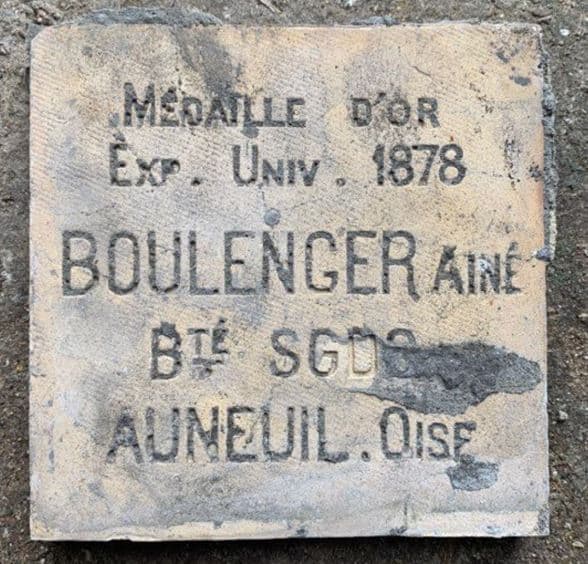 MÉDAILLE D'OR
EXP. UNIV. 1878
BOULENGER AINÉ
BTÉ SGDG
AUNEUIL. OISE